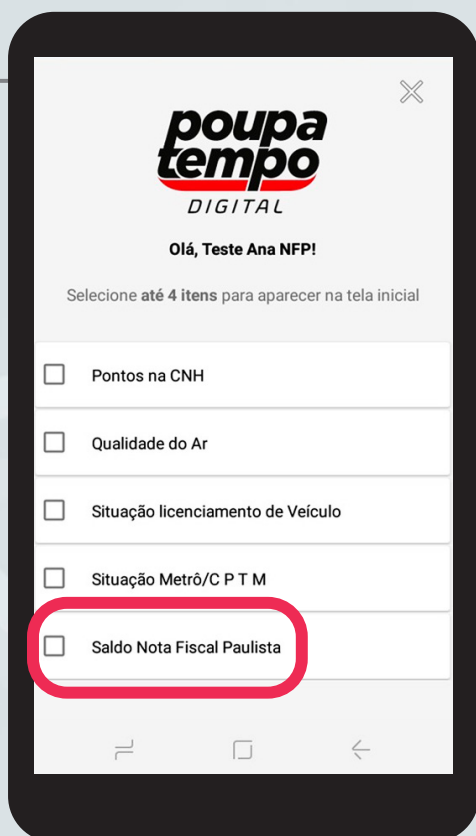 poupa
tempo
DIGITAL
Olá, Teste Ana NFP!
Selecione até 4 itens para aparecer na tela inicial
Pontos na CNH
Qualidade do Ar
Situação licenciamento de Veículo
Situação Metrô/C P T M
Saldo Nota Fiscal Paulista